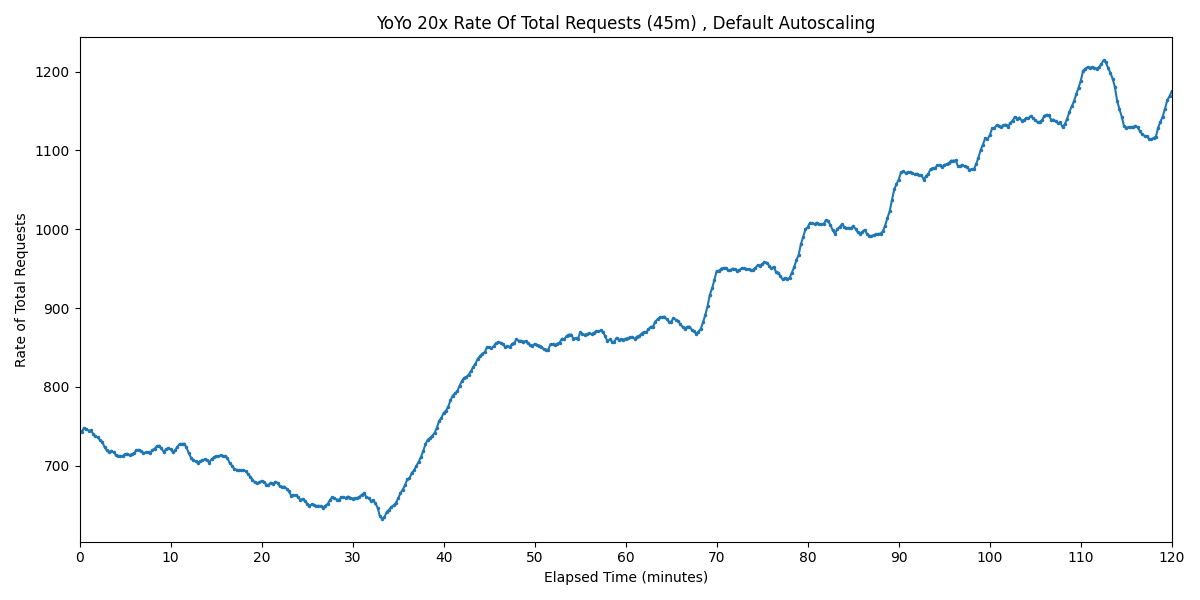 YoYo 20x Rate Of Total Requests (45m) , Default Autoscaling
Rate of Total Requests
1200
1100
1000
900
800
700
0 10 20 30 40 50 60 70 80 90 100 110 120
Elapsed Time (minutes)